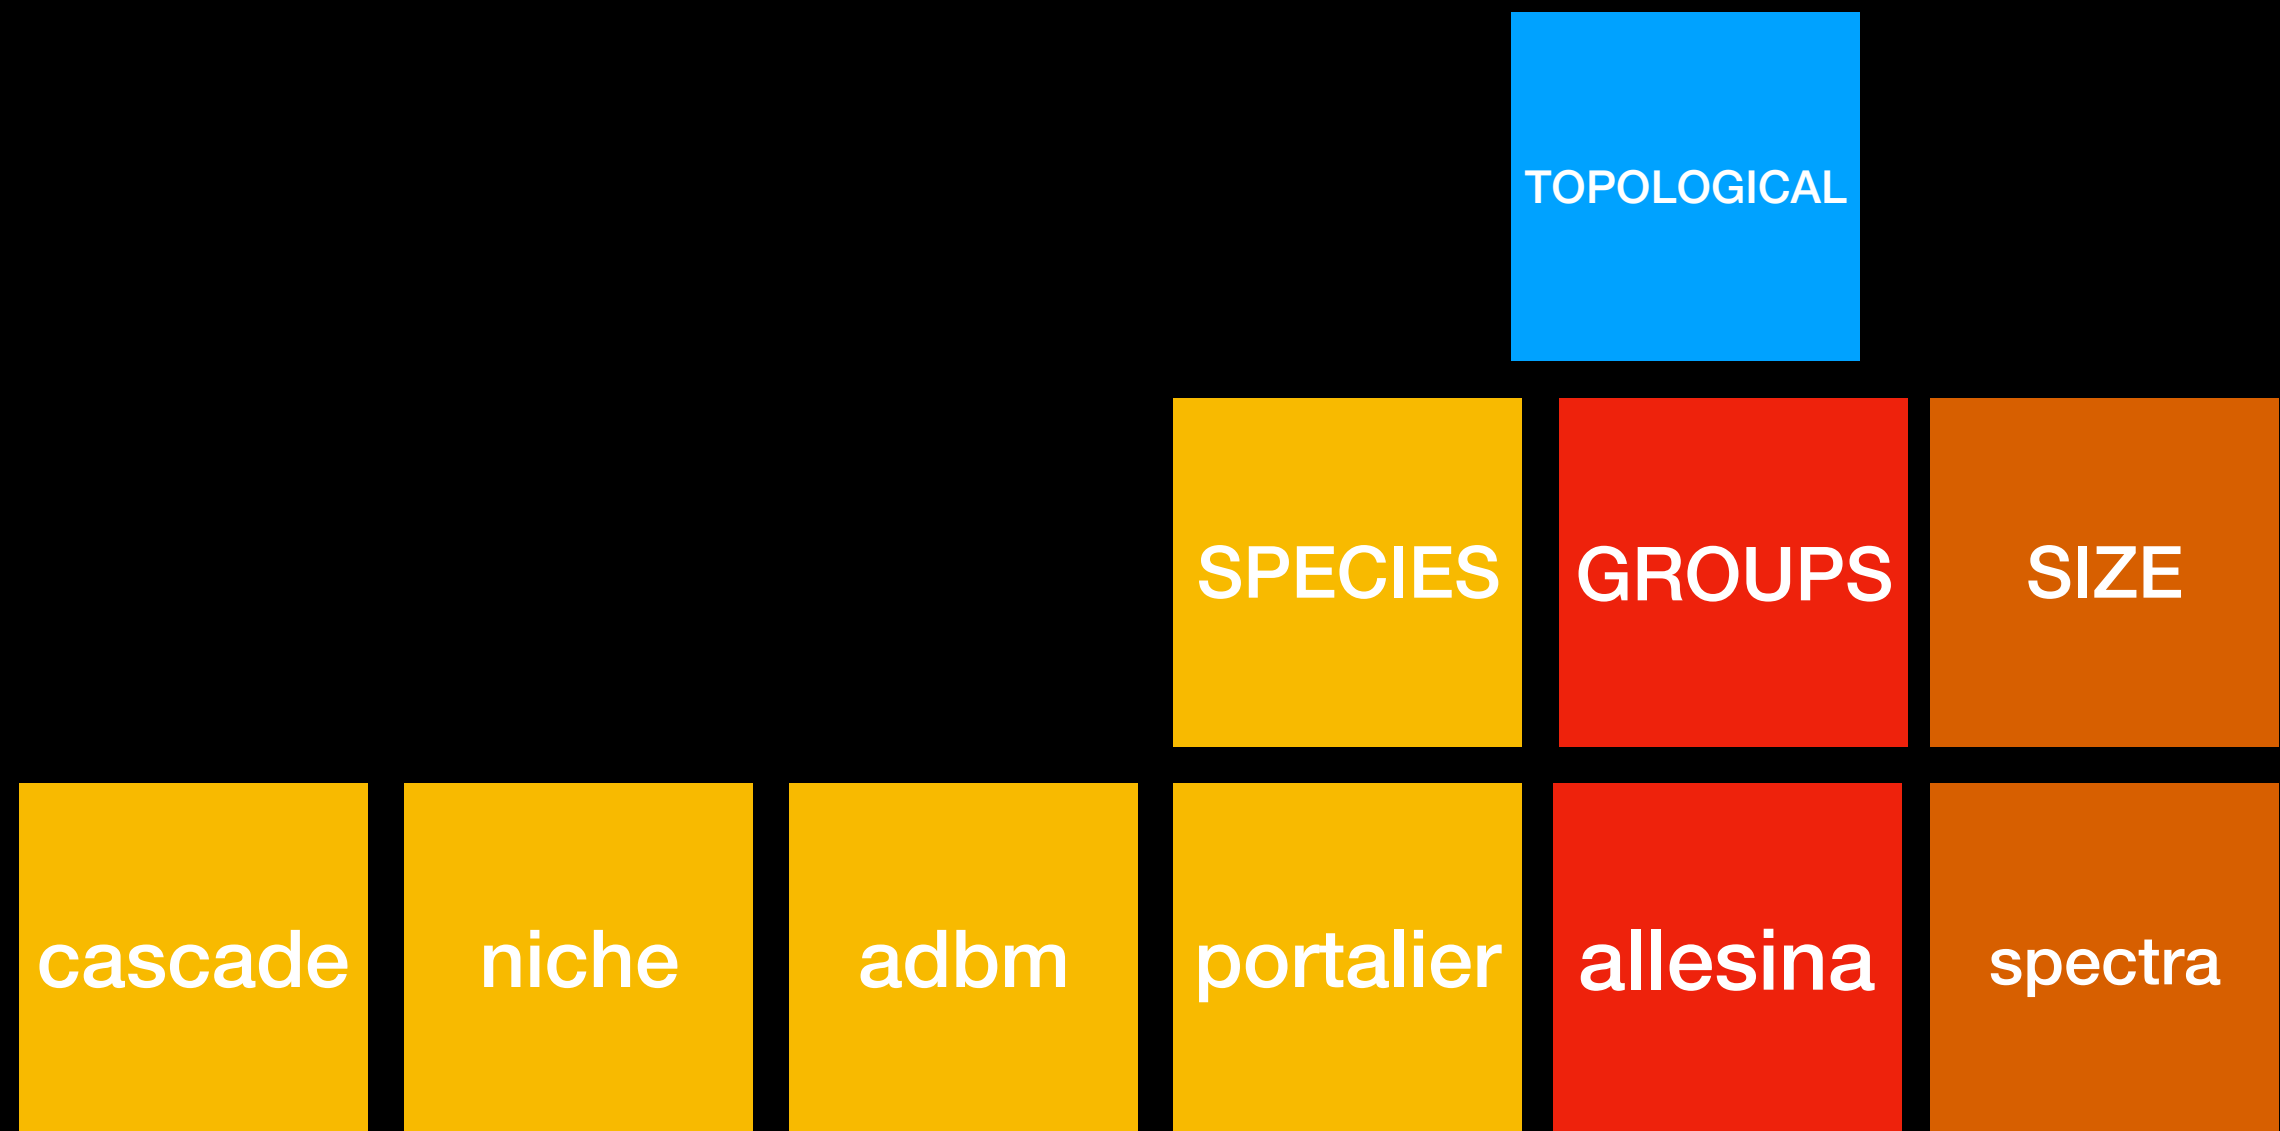 TOPOLOGICAL
SPECIES
GROUPS
SIZE
cascade
niche
adbm
portalier
allesina
spectra